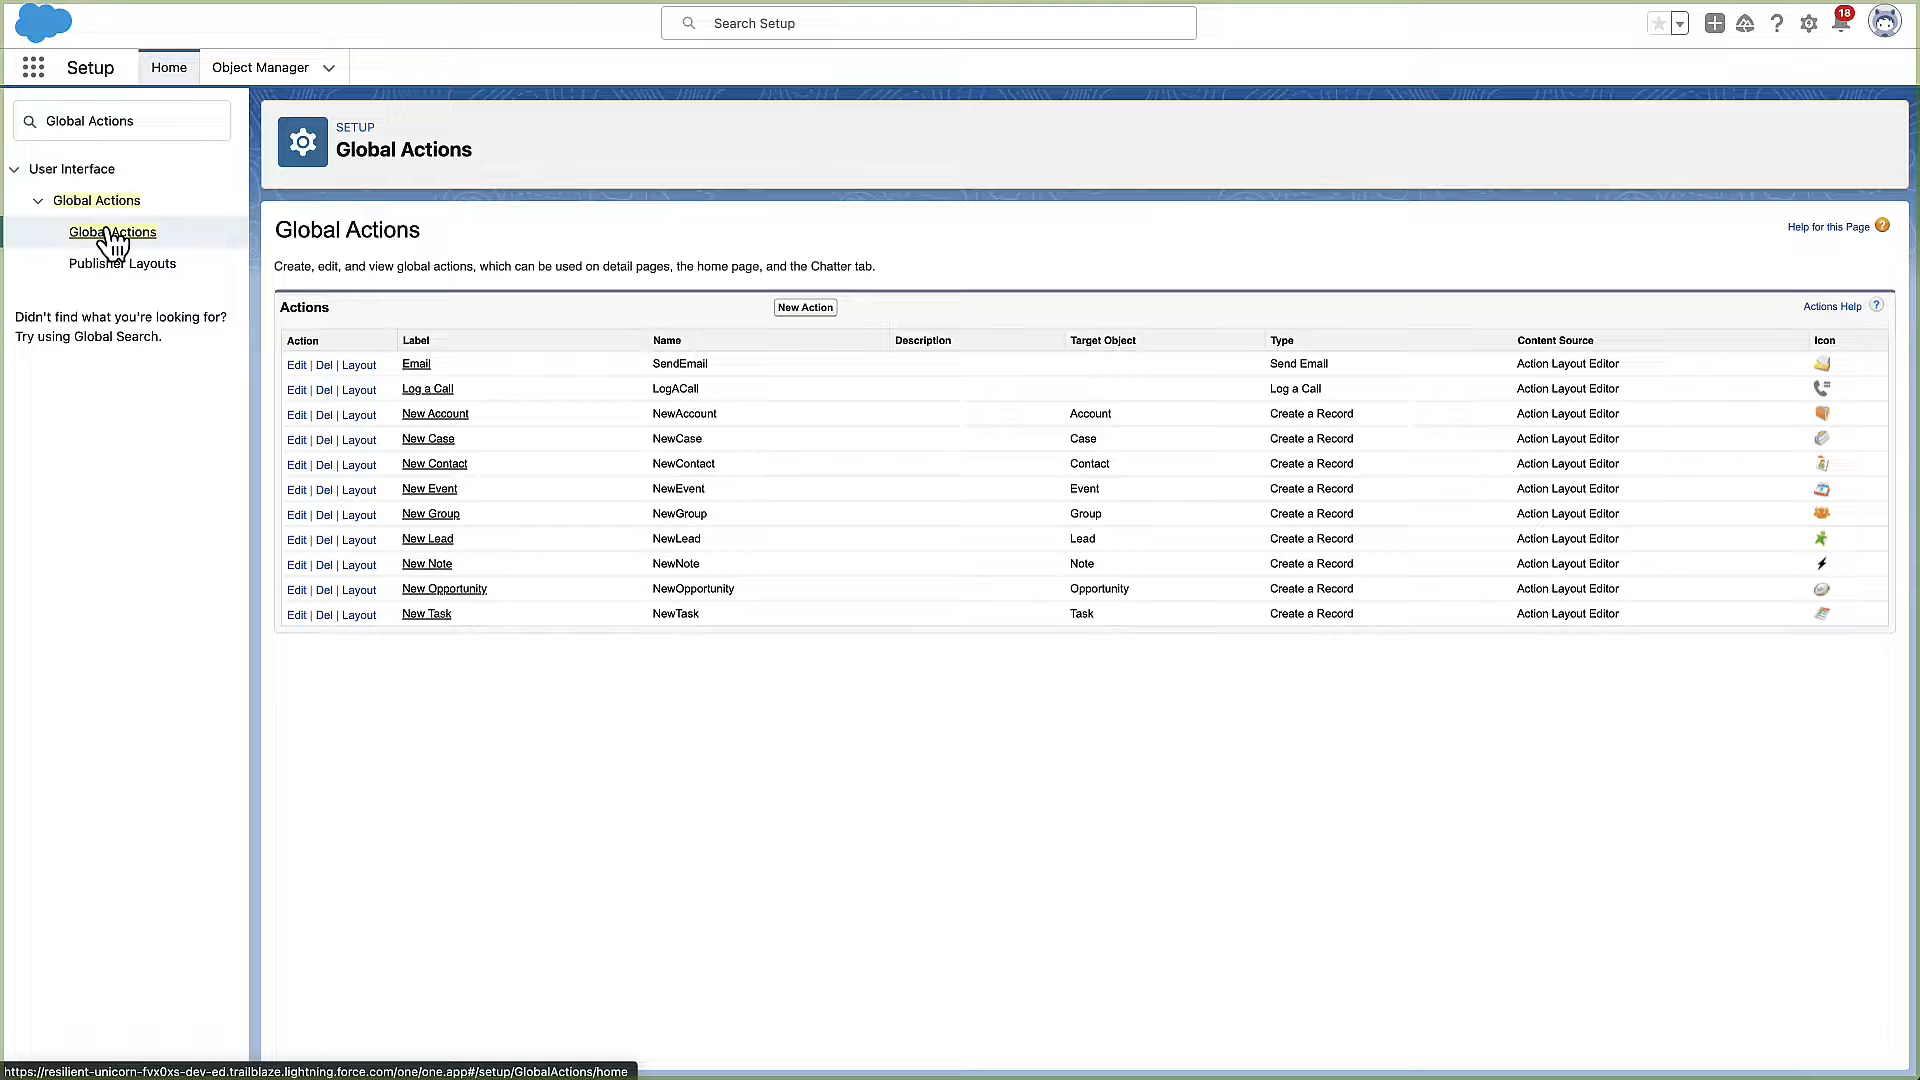 Search Setup
18
Setup
Home
Object Manager
Global Actions
User Interface
Global Actions
Global Actions
Publisher Layouts
Didn't find what you're looking for?
Try using Global Search.
SETUP
Global Actions
Global Actions
Help for this Page
Create, edit, and view global actions, which can be used on detail pages, the home page, and the Chatter tab.
Actions
New Action
Actions Help
Action Label Name Description Target Object Type Content Source Icon
Edit | Del | Layout Email SendEmail Send Email Action Layout Editor
Edit | Del | Layout Log a Call LogACall Log a Call Action Layout Editor
Edit | Del | Layout New Account NewAccount Account Create a Record Action Layout Editor
Edit | Del | Layout New Case NewCase Case Create a Record Action Layout Editor
Edit | Del | Layout New Contact NewContact Contact Create a Record Action Layout Editor
Edit | Del | Layout New Event NewEvent Event Create a Record Action Layout Editor
Edit | Del | Layout New Group NewGroup Group Create a Record Action Layout Editor
Edit | Del | Layout New Lead NewLead Lead Create a Record Action Layout Editor
Edit | Del | Layout New Note NewNote Note Create a Record Action Layout Editor
Edit | Del | Layout New Opportunity NewOpportunity Opportunity Create a Record Action Layout Editor
Edit | Del | Layout New Task NewTask Task Create a Record Action Layout Editor
https://resilient-unicorn-fvx0xs-dev-ed.trailblaze.lightning.force.com/one/one.app#/setup/GlobalActions/home